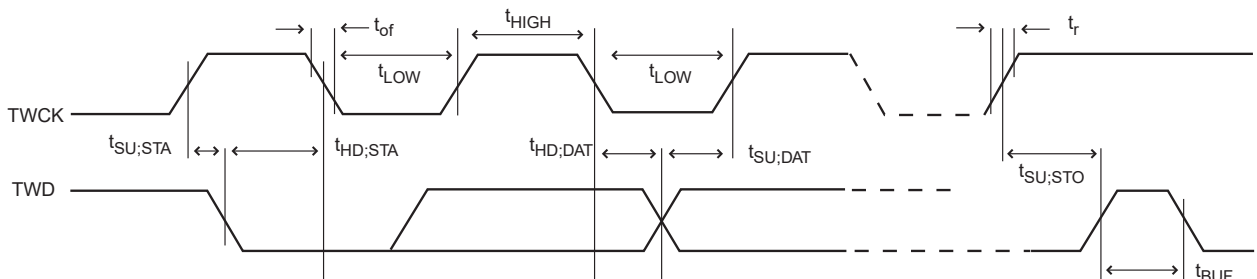 t_of
t_HIGH
t_r
t_LOW
t_LOW
TWCK
t_SU;STA
t_HD;STA
t_HD;DAT
t_SU;DAT
t_SU;STO
TWD
t_BUF